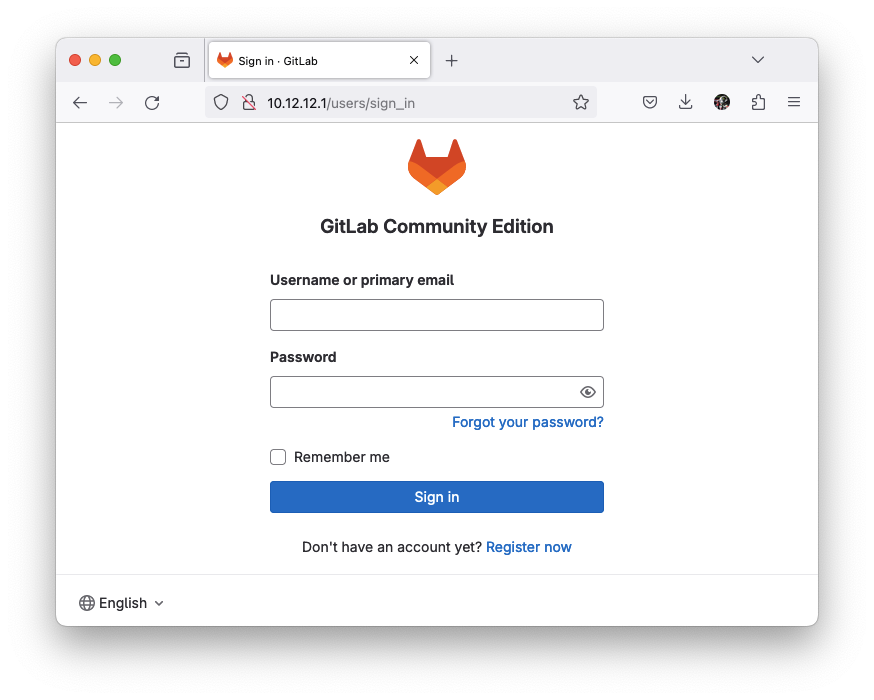 Sign in · GitLab
10.12.12.1/users/sign_in
GitLab Community Edition
Username or primary email
Password
Forgot your password?
Remember me
Sign in
Don't have an account yet? Register now
English